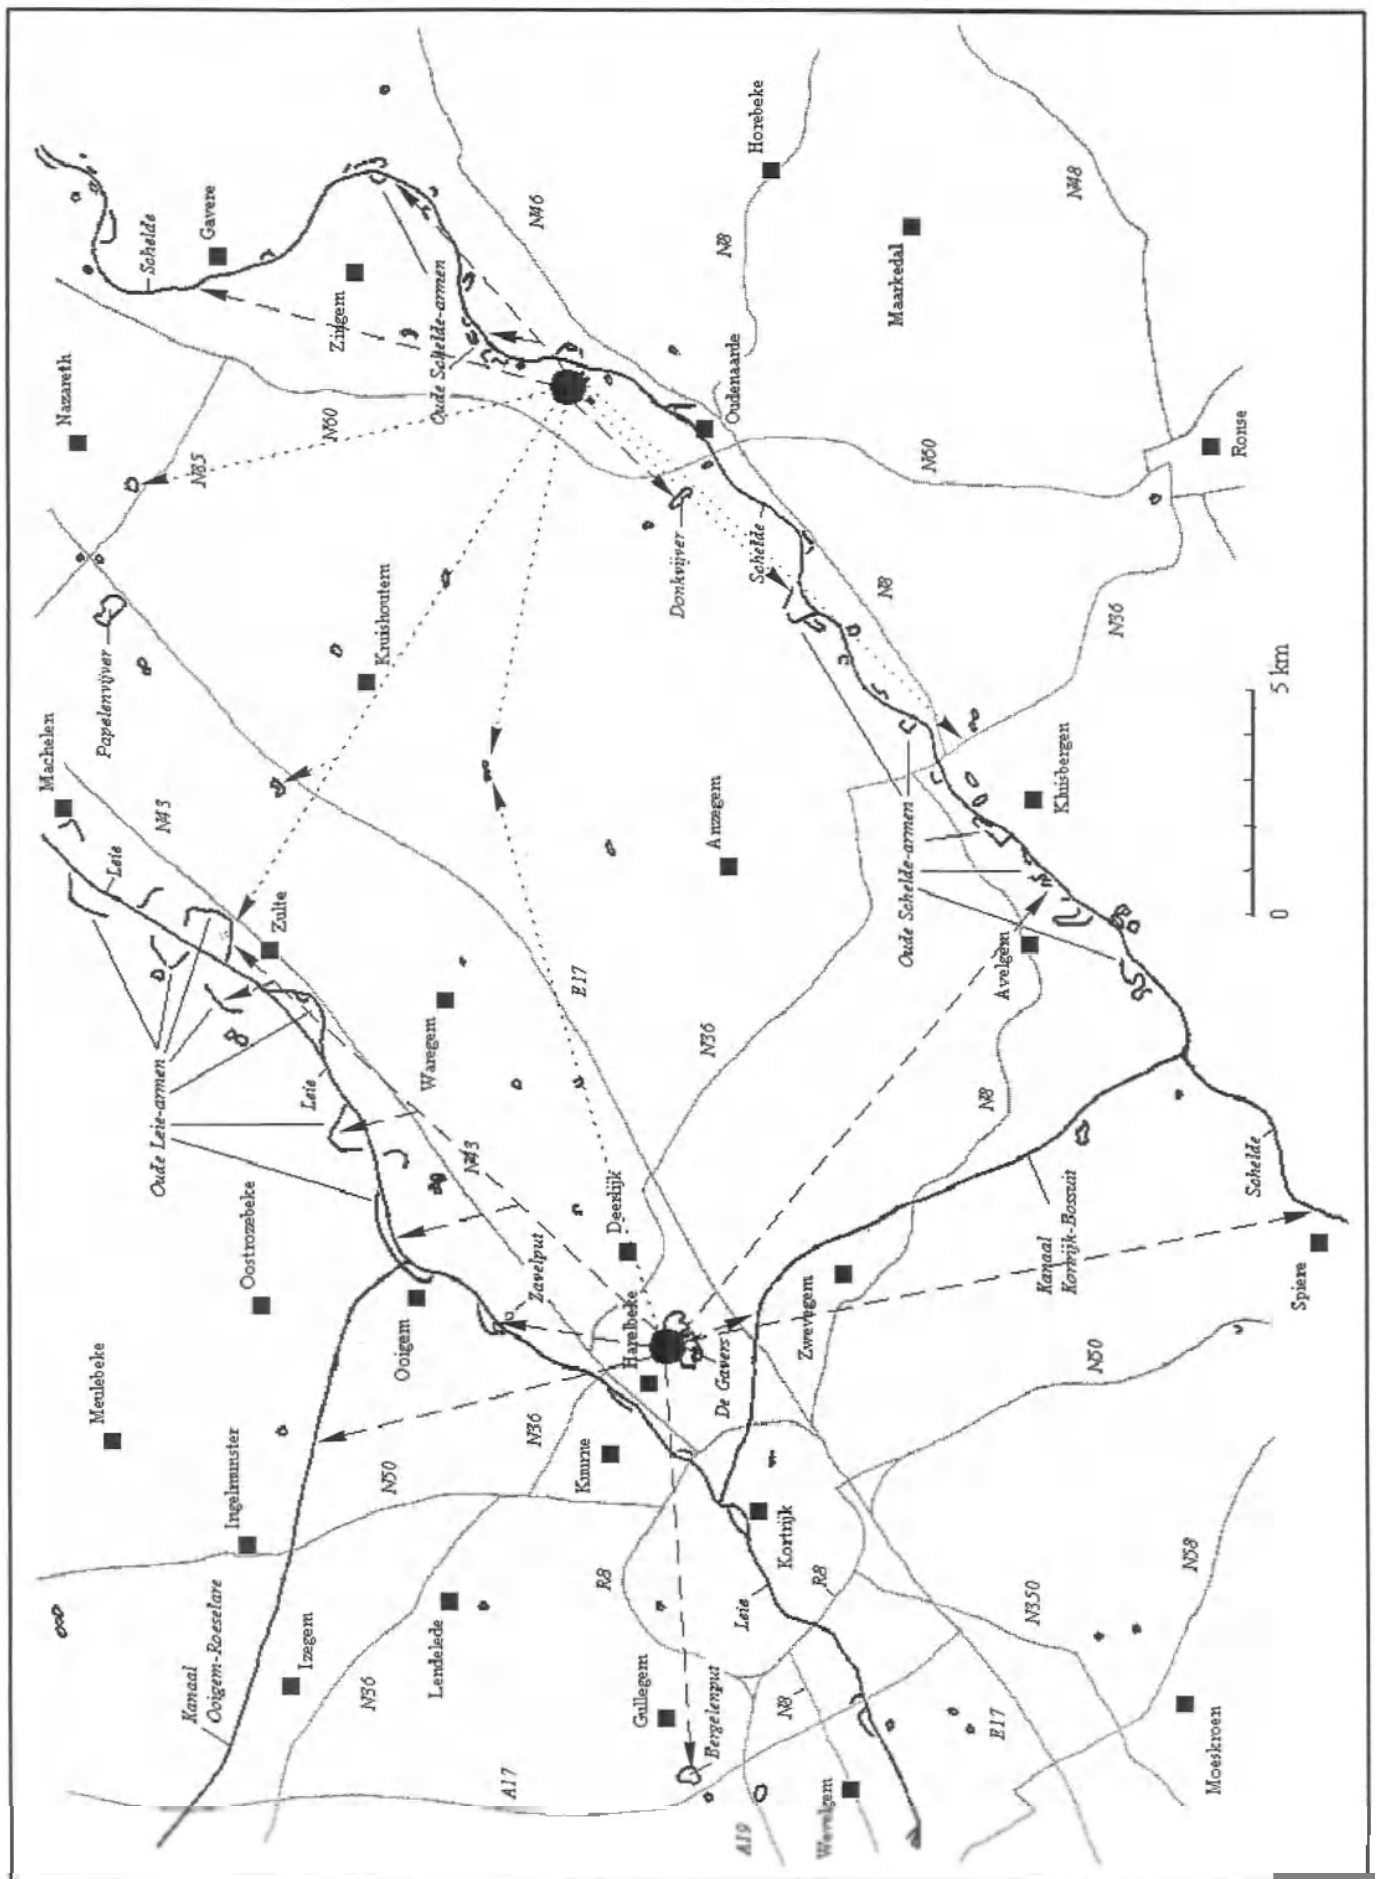 Schelde
Gavere
Zingem
Nazareth
N60
N85
Oude Schelde-armen
N46
Horebeke
N8
Maarkedal
N48
Oudenaarde
N60
Ronse
Donkvijver
Schelde
N8
N36
Kruishoutem
Papelenvijver
Machelen
N43
Leie
Zulte
Oude Leie-armen
Leie
Waregem
E17
Anzegem
N36
Oude Schelde-armen
Kluisbergen
Avelgem
0
5 km
N8
Kanaal
Kortrijk-Bossuit
Schelde
Spiere
Zwevegem
N50
Oostrozebeke
N43
Deerlijk
Zavelput
Ooigem
Harelbeke
De Gavers
Meulebeke
N36
N50
Kuurne
Ingelmunster
Kortrijk
R8
R8
Leie
Kanaal
Ooigem-Roeselare
Izegem
Lendelede
N36
Gullegem
Bergelenput
N8
A17
A19
Wevelgem
E17
N350
N58
Moeskroen